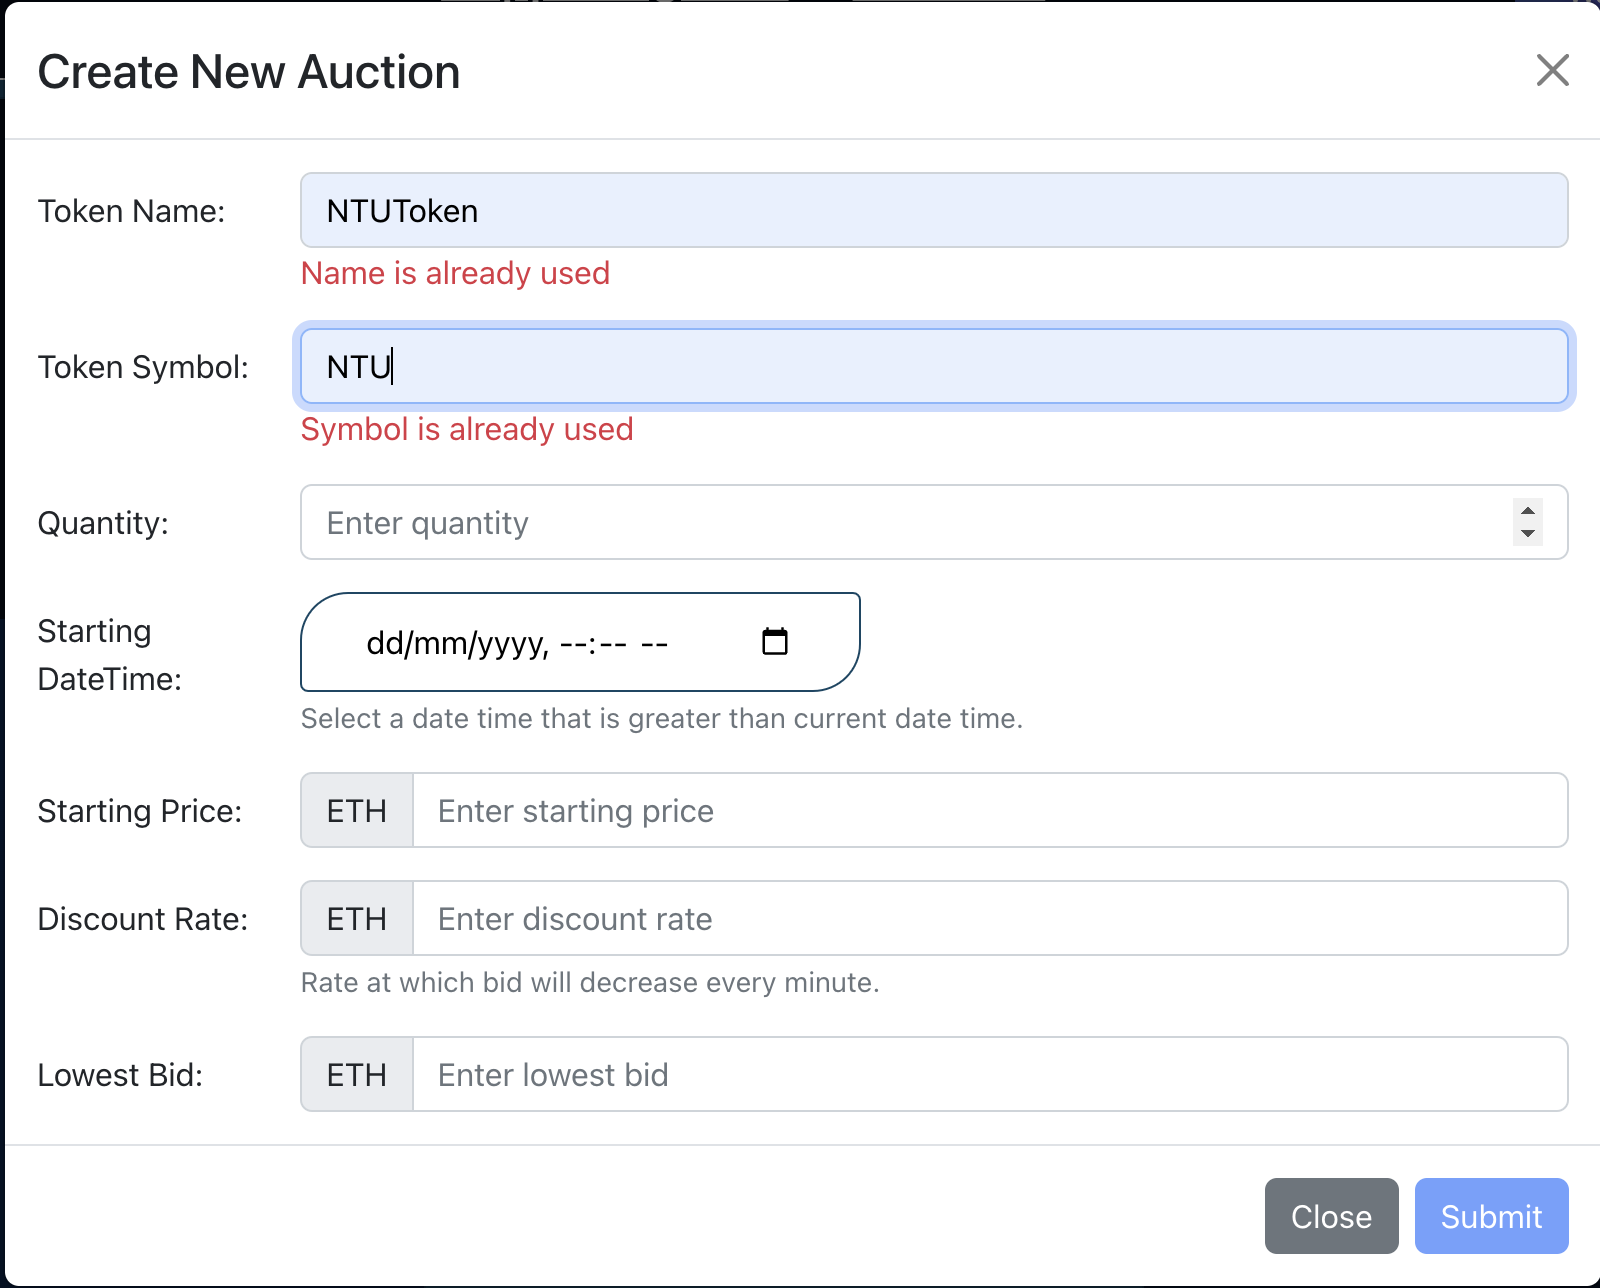 Create New Auction
Token Name:
NTUToken
Name is already used
Token Symbol:
NTU
Symbol is already used
Quantity:
Enter quantity
Starting
DateTime:
dd/mm/yyyy, --:-- --
Select a date time that is greater than current date time.
Starting Price:
ETH
Enter starting price
Discount Rate:
ETH
Enter discount rate
Rate at which bid will decrease every minute.
Lowest Bid:
ETH
Enter lowest bid
Close
Submit